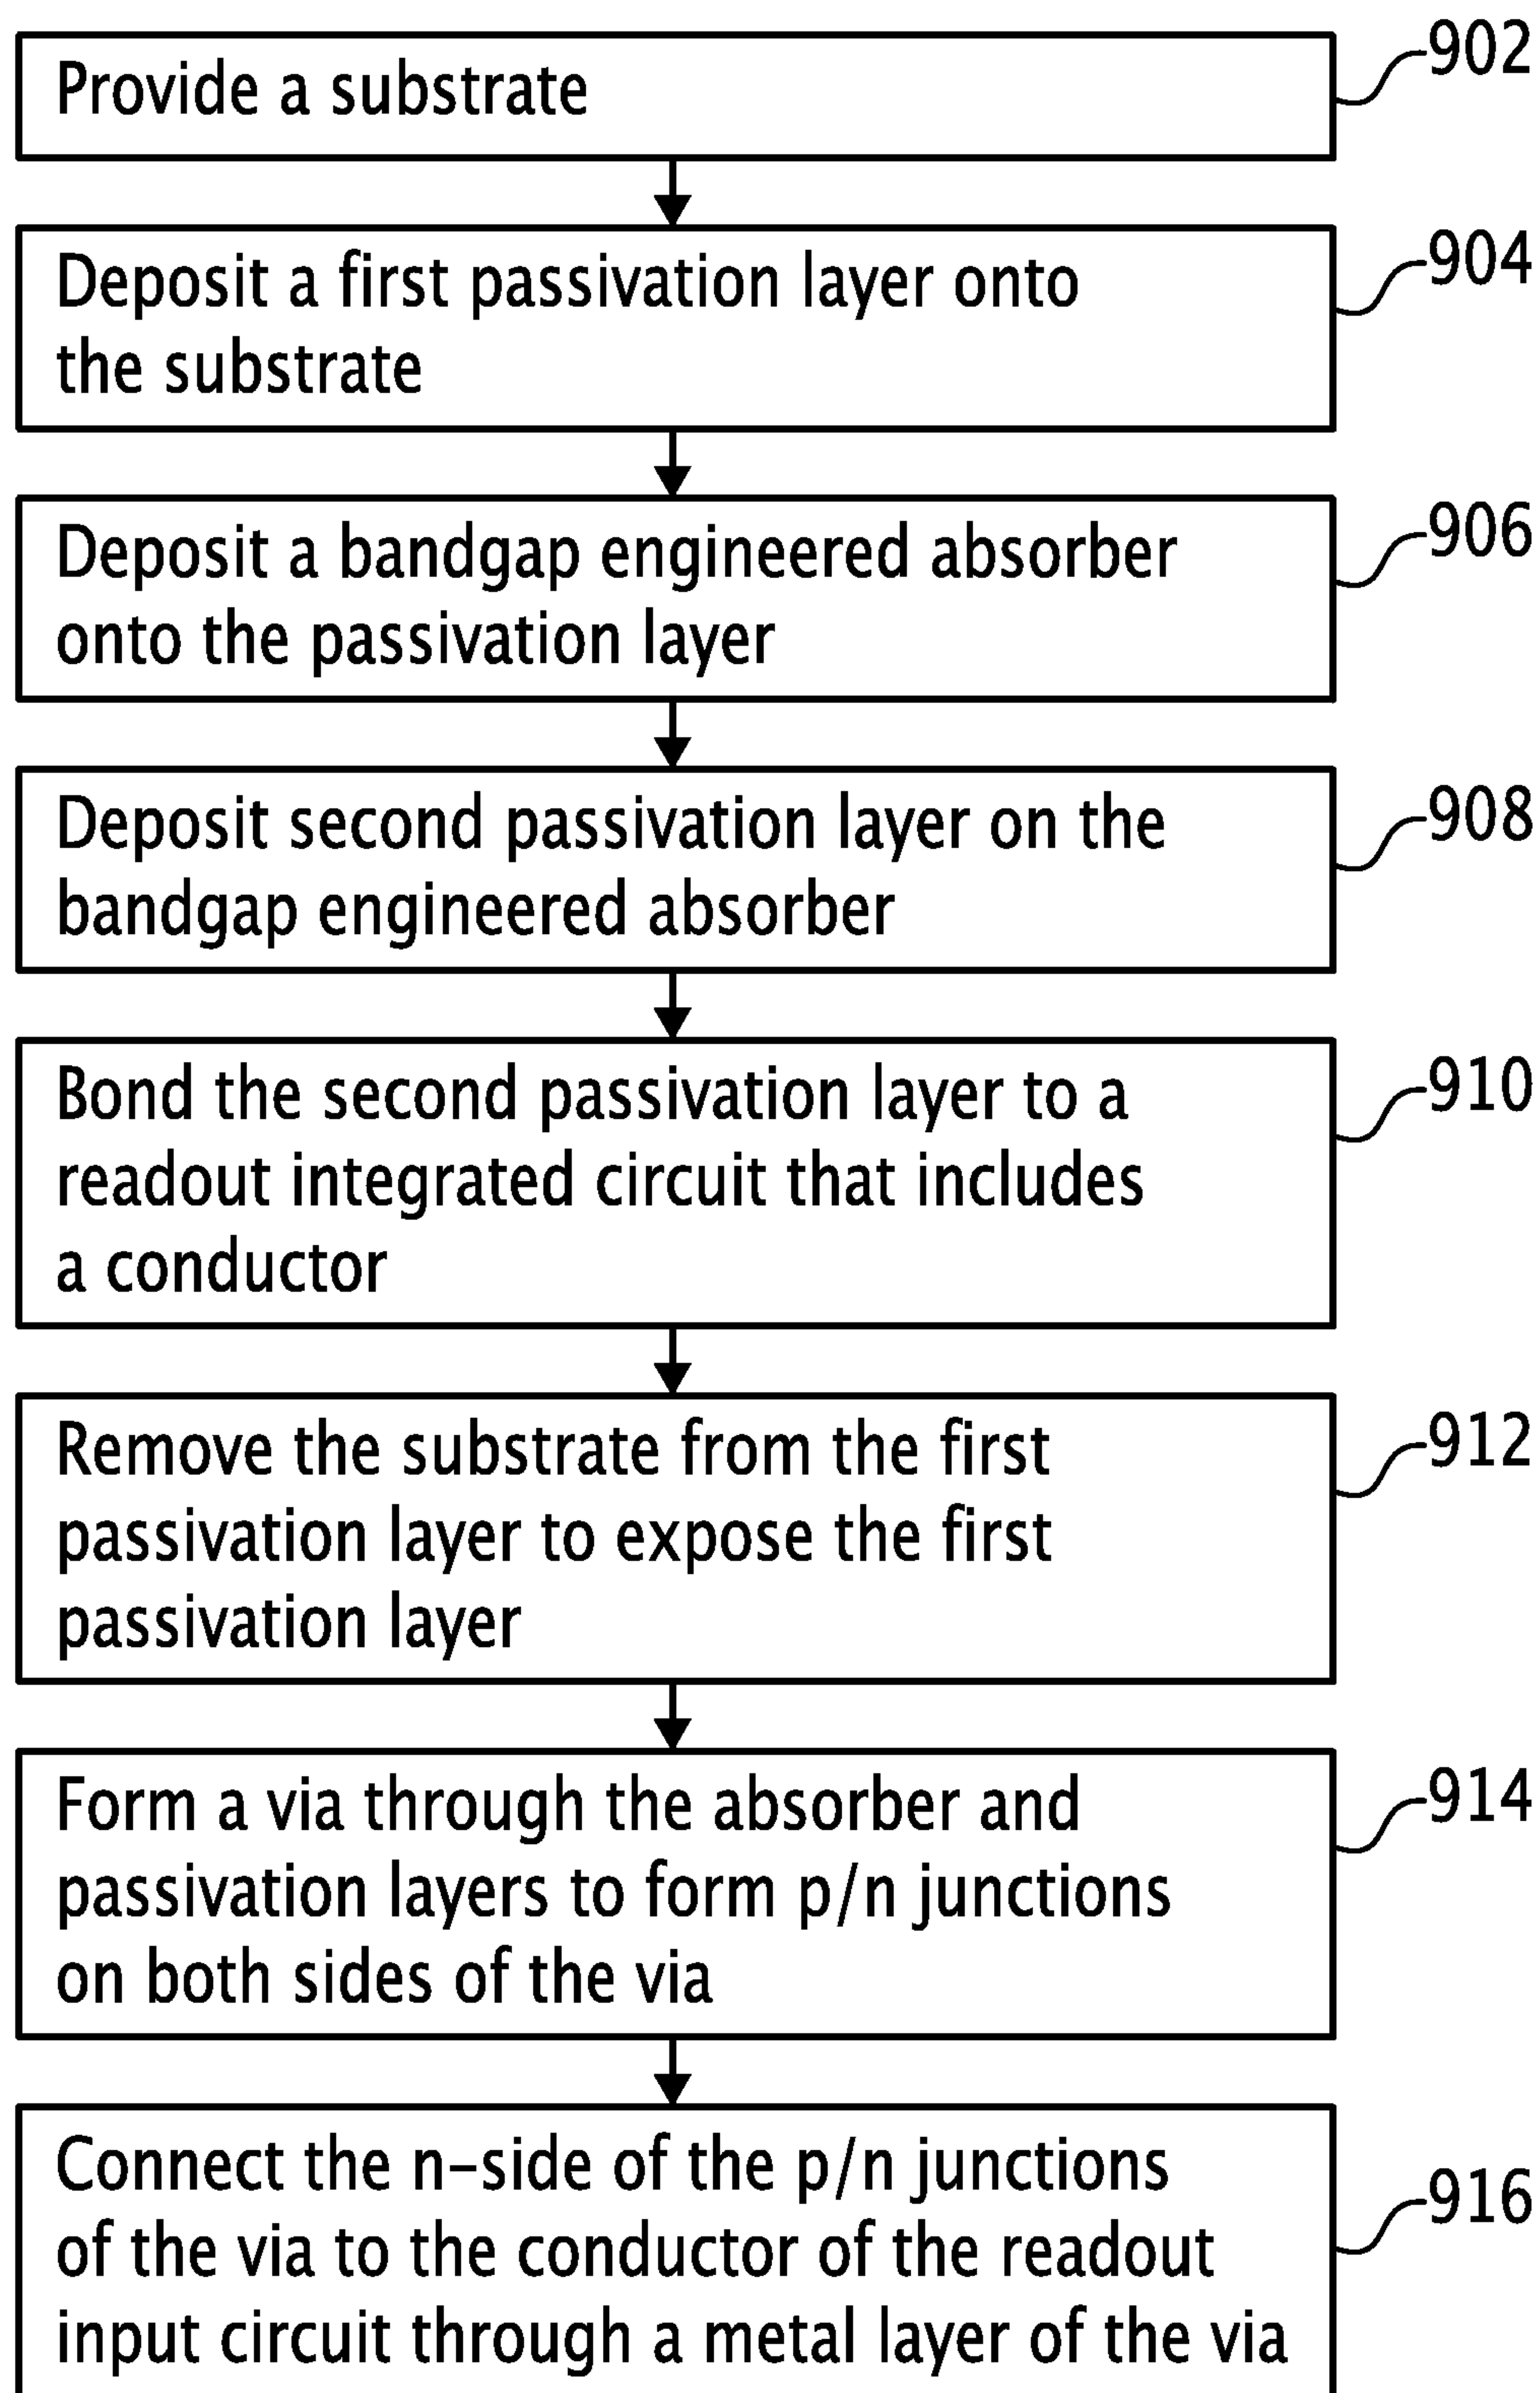 902
Provide a substrate
904
Deposit a first passivation layer onto
the substrate
906
Deposit a bandgap engineered absorber
onto the passivation layer
908
Deposit second passivation layer on the
bandgap engineered absorber
910
Bond the second passivation layer to a
readout integrated circuit that includes
a conductor
912
Remove the substrate from the first
passivation layer to expose the first
passivation layer
914
Form a via through the absorber and
passivation layers to form p/n junctions
on both sides of the via
916
Connect the n-side of the p/n junctions
of the via to the conductor of the readout
input circuit through a metal layer of the via